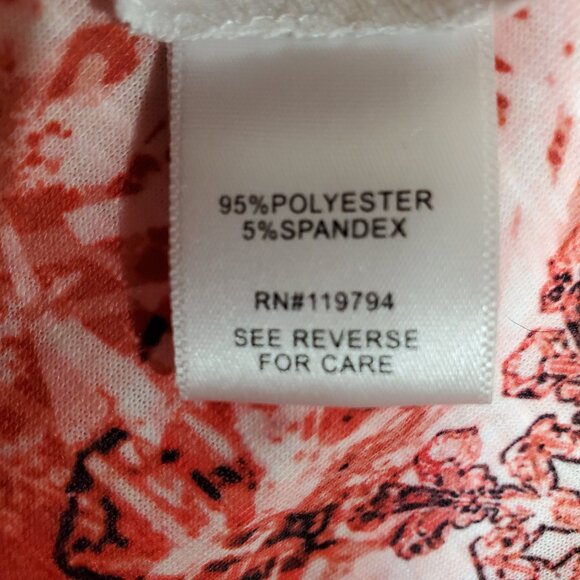 95%POLYESTER
5%SPANDEX
RN#119794
SEE REVERSE
FOR CARE